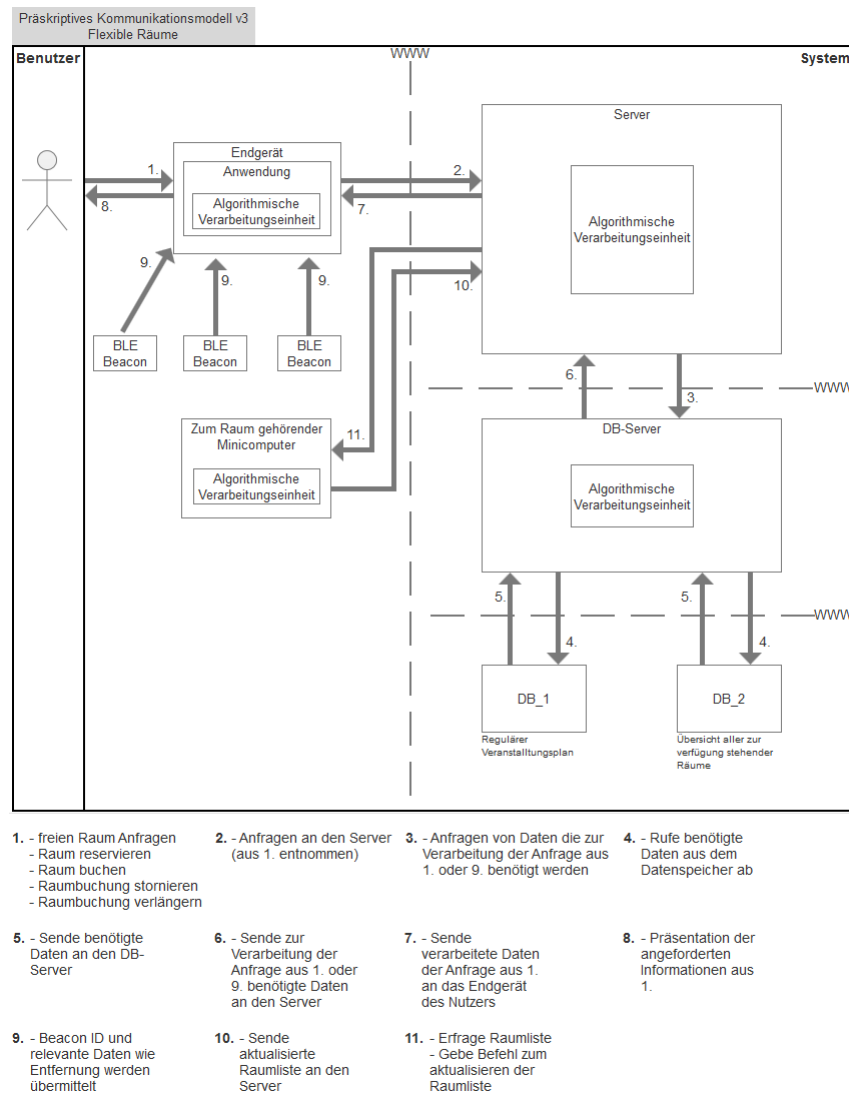 Präskriptives Kommunikationsmodell v3
Flexible Räume
Benutzer
WWW
System
Server
Endgerät
Anwendung
Algorithmische
Verarbeitungseinheit
1.
8.
2.
7.
Algorithmische
Verarbeitungseinheit
9.
9.
9.
10.
BLE
Beacon
BLE
Beacon
BLE
Beacon
6.
3.
WWW
Zum Raum gehörender
Minicomputer
Algorithmische
Verarbeitungseinheit
11.
DB-Server
Algorithmische
Verarbeitungseinheit
5.
5.
WWW
4.
4.
DB_1
DB_2
Regulärer
Veranstalltungsplan
Übersicht aller zur
verfügung stehender
Räume
1. - freien Raum Anfragen
- Raum reservieren
- Raum buchen
- Raumbuchung stornieren
- Raumbuchung verlängern
2. - Anfragen an den Server
(aus 1. entnommen)
3. - Anfragen von Daten die zur
Verarbeitung der Anfrage aus
1. oder 9. benötigt werden
4. - Rufe benötigte
Daten aus dem
Datenspeicher ab
5. - Sende benötigte
Daten an den DB-
Server
6. - Sende zur
Verarbeitung der
Anfrage aus 1. oder
9. benötigte Daten
an den Server
7. - Sende
verarbeitete Daten
der Anfrage aus 1.
an das Endgerät
des Nutzers
8. - Präsentation der
angeforderten
Informationen aus
1.
9. - Beacon ID und
relevante Daten wie
Entfernung werden
übermittelt
10. - Sende
aktualisierte
Raumliste an den
Server
11. - Erfrage Raumliste
- Gebe Befehl zum
aktualisieren der
Raumliste